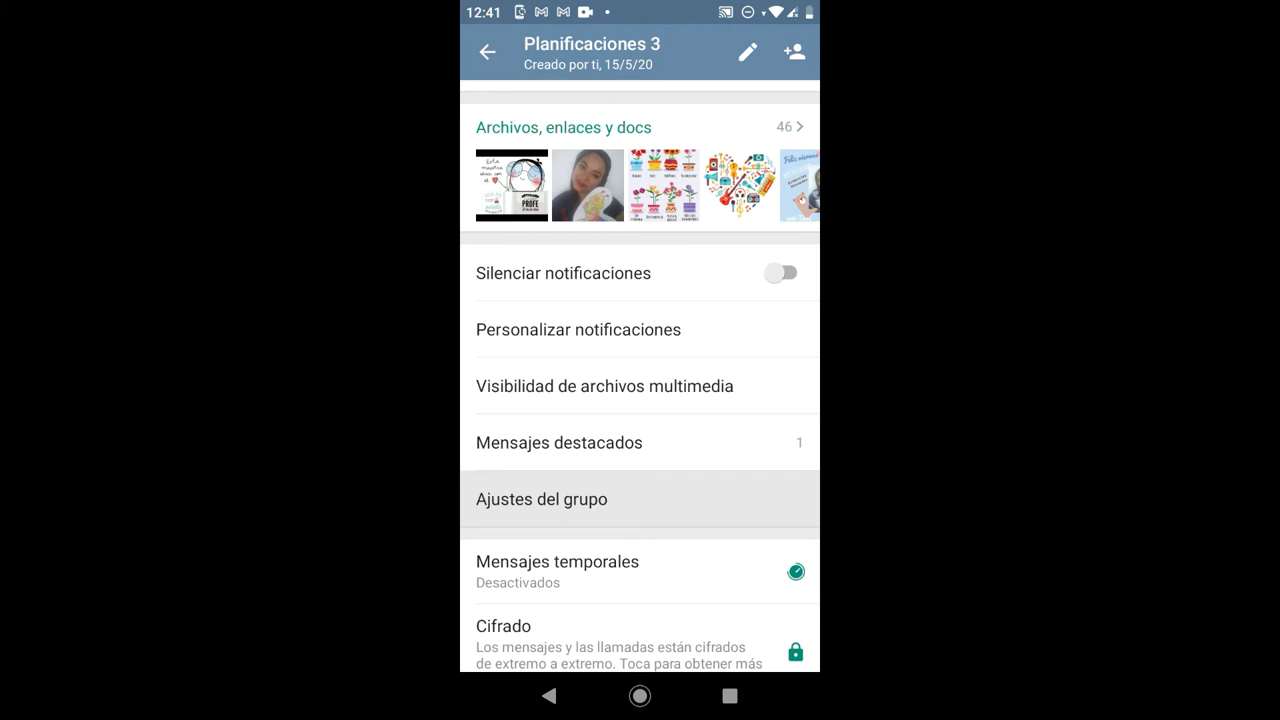 12:41
Planificaciones 3
Creado por ti, 15/5/20
Archivos, enlaces y docs
46
PROFE
Feliz
Silenciar notificaciones
Personalizar notificaciones
Visibilidad de archivos multimedia
Mensajes destacados
1
Ajustes del grupo
Mensajes temporales
Desactivados
Cifrado
Los mensajes y las llamadas están cifrados
de extremo a extremo. Toca para obtener más